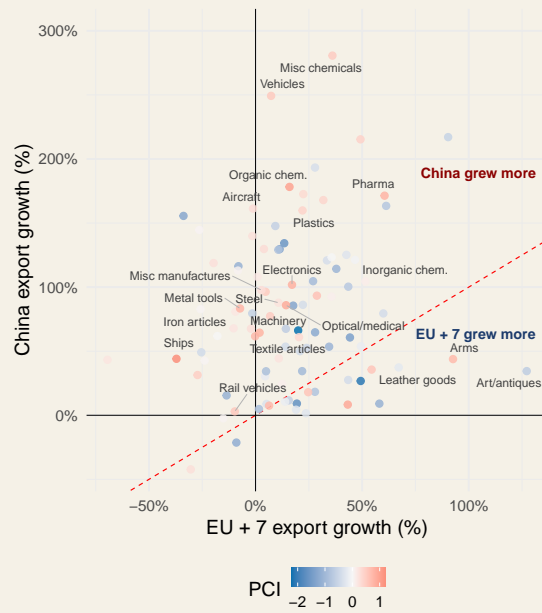 300%
Misc chemicals
Vehicles
200%
Organic chem.
Pharma
China grew more
Aircraft
Plastics
China export growth (%)
100%
Electronics
Inorganic chem.
Misc manufactures
Metal tools
Steel
Iron articles
Machinery
Optical/medical
EU + 7 grew more
Ships
Textile articles
Arms
Leather goods
Art/antiques
Rail vehicles
0%
−50%
0%
50%
100%
EU + 7 export growth (%)
PCI
−2 −1 0 1